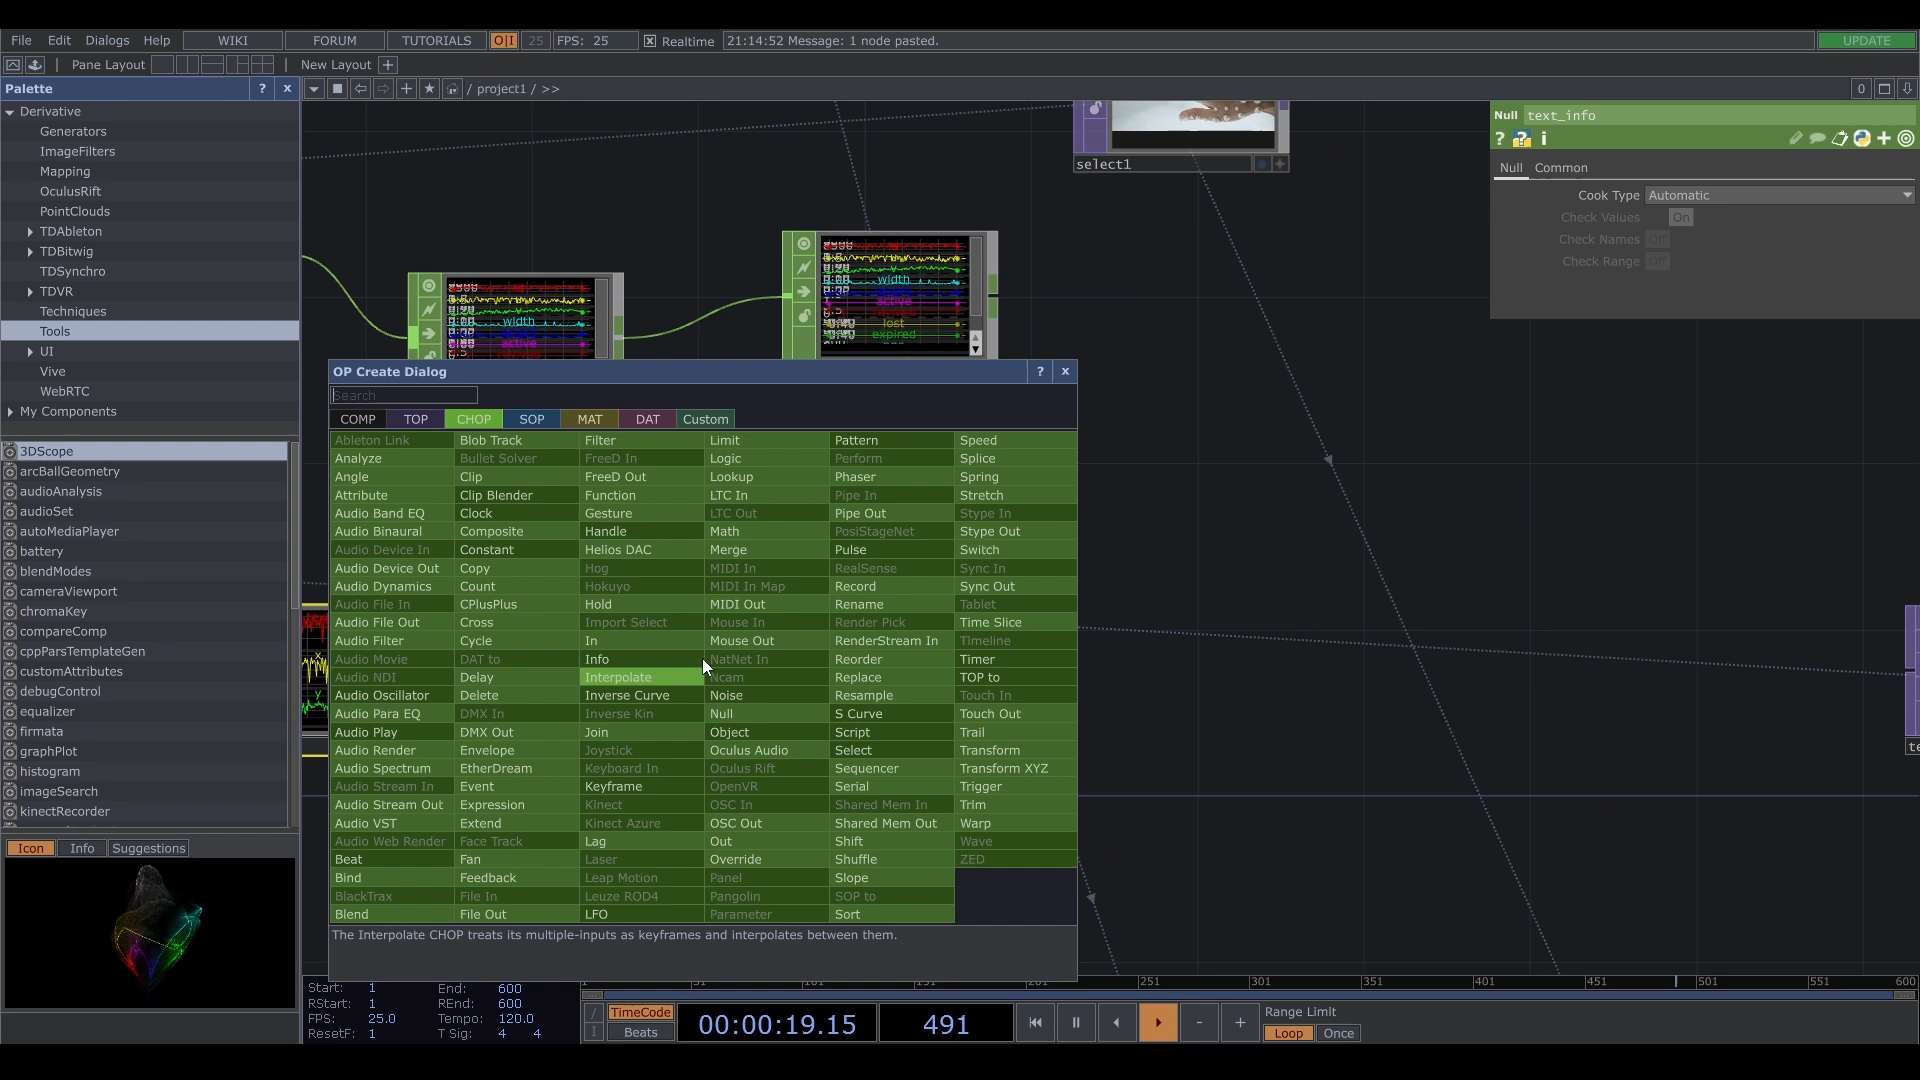 File Edit Dialogs Help WIKI FORUM TUTORIALS O|I 25 FPS: 25 Realtime 21:14:52 Message: 1 node pasted. UPDATE
Pane Layout New Layout +
Palette ? x / project1 / >> 0
Derivative
Generators
ImageFilters
Mapping
OculusRift
PointClouds
TDAbleton
TDBitwig
TDSynchro
TDVR
Techniques
Tools
UI
Vive
WebRTC
My Components
3DScope
arcBallGeometry
audioAnalysis
audioSet
autoMediaPlayer
battery
blendModes
cameraViewport
chromaKey
compareComp
cppParsTemplateGen
customAttributes
debugControl
equalizer
firmata
graphPlot
histogram
imageSearch
kinectRecorder
Icon Info Suggestions
select1
width
active
width
active
lost
expired
Null text_info
Null Common
Cook Type Automatic
Check Values On
Check Names Off
Check Range Off
OP Create Dialog ? x
Search
COMP TOP CHOP SOP MAT DAT Custom
Ableton Link Blob Track Filter Limit Pattern Speed
Analyze Bullet Solver FreeD In Logic Perform Splice
Angle Clip FreeD Out Lookup Phaser Spring
Attribute Clip Blender Function LTC In Pipe In Stretch
Audio Band EQ Clock Gesture LTC Out Pipe Out Stype In
Audio Binaural Composite Handle Math PosiStageNet Stype Out
Audio Device In Constant Helios DAC Merge Pulse Switch
Audio Device Out Copy Hog MIDI In RealSense Sync In
Audio Dynamics Count Hokuyo MIDI In Map Record Sync Out
Audio File In CPlusPlus Hold MIDI Out Rename Tablet
Audio File Out Cross Import Select Mouse In Render Pick Time Slice
Audio Filter Cycle In Mouse Out RenderStream In Timeline
Audio Movie DAT to Info NatNet In Reorder Timer
Audio NDI Delay Interpolate Ncam Replace TOP to
Audio Oscillator Delete Inverse Curve Noise Resample Touch In
Audio Para EQ DMX In Inverse Kin Null S Curve Touch Out
Audio Play DMX Out Join Object Script Trail
Audio Render Envelope Joystick Oculus Audio Select Transform
Audio Spectrum EtherDream Keyboard In Oculus Rift Sequencer Transform XYZ
Audio Stream In Event Keyframe OpenVR Serial Trigger
Audio Stream Out Expression Kinect OSC In Shared Mem In Trim
Audio VST Extend Kinect Azure OSC Out Shared Mem Out Warp
Audio Web Render Face Track Lag Out Shift Wave
Beat Fan Laser Override Shuffle ZED
Bind Feedback Leap Motion Panel Slope
BlackTrax File In Leuze ROD4 Pangolin SOP to
Blend File Out LFO Parameter Sort
The Interpolate CHOP treats its multiple-inputs as keyframes and interpolates between them.
251 301 351 401 451 501 551 600
Start: 1 End: 600
RStart: 1 REnd: 600
FPS: 25.0 Tempo: 120.0
ResetF: 1 T Sig: 4 4
TimeCode
Beats
00:00:19.15 491
- +
Range Limit
Loop Once